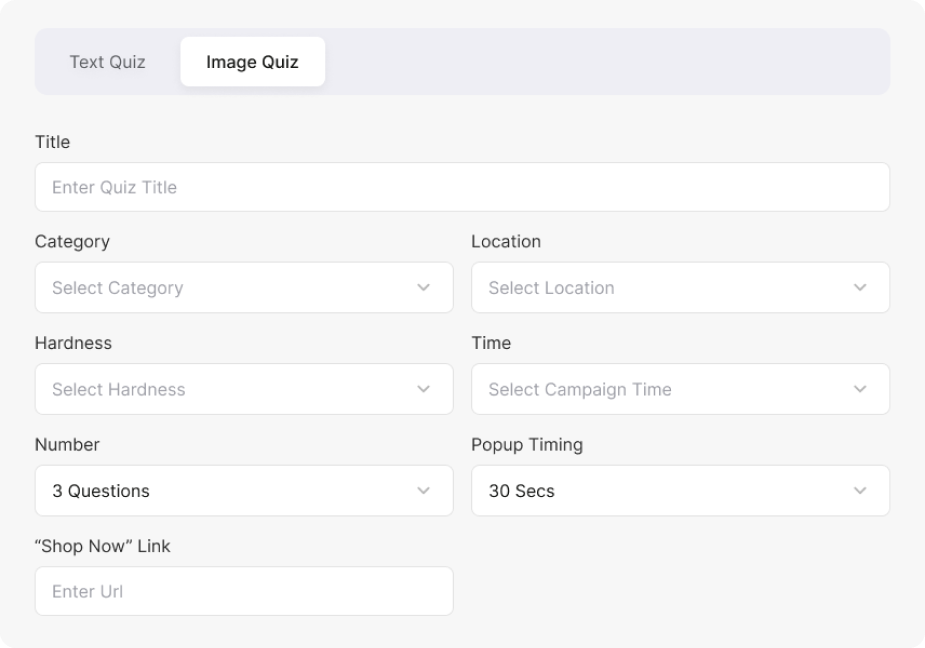 Text Quiz Image Quiz
Title
Enter Quiz Title
Category Location
Select Category Select Location
Hardness Time
Select Hardness Select Campaign Time
Number Popup Timing
3 Questions 30 Secs
“Shop Now” Link
Enter Url